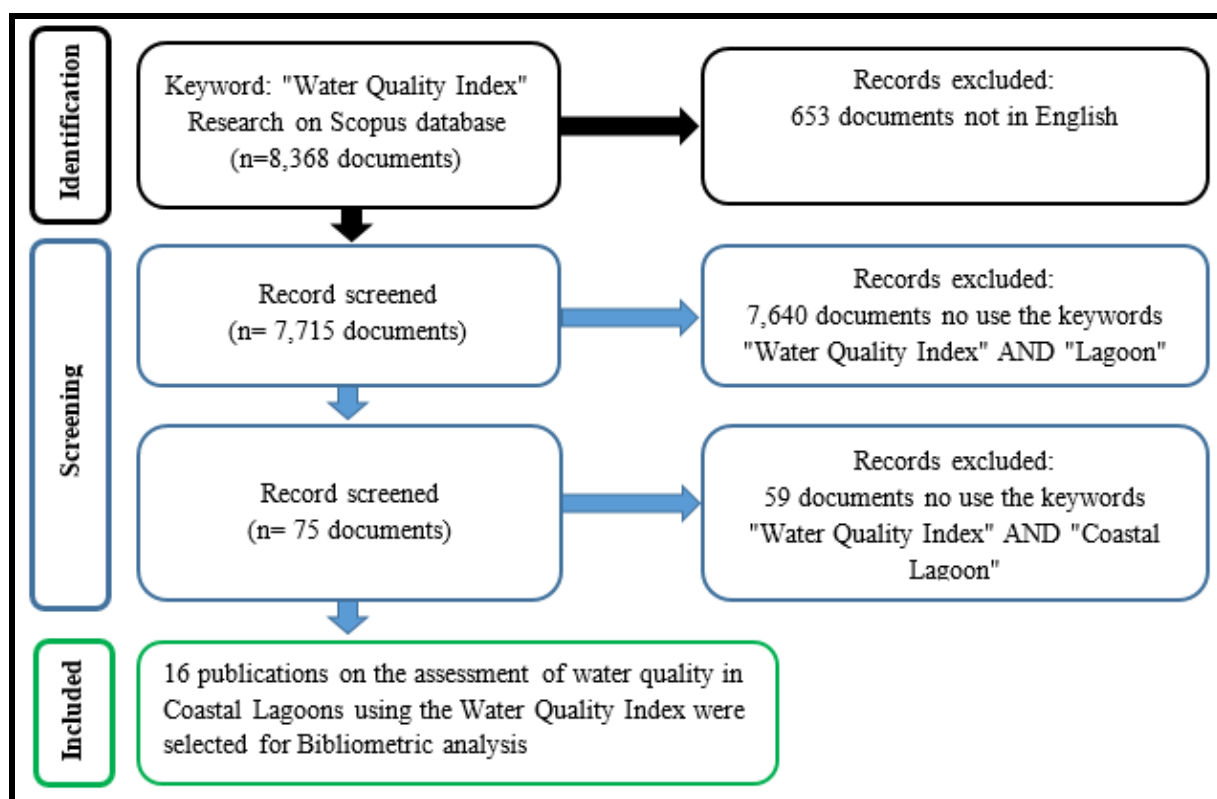 Identification
Keyword: "Water Quality Index"
Research on Scopus database
(n=8,368 documents)
Records excluded:
653 documents not in English
Screening
Record screened
(n= 7,715 documents)
Records excluded:
7,640 documents no use the keywords
"Water Quality Index" AND "Lagoon"
Record screened
(n= 75 documents)
Records excluded:
59 documents no use the keywords
"Water Quality Index" AND "Coastal
Lagoon"
Included
16 publications on the assessment of water quality in
Coastal Lagoons using the Water Quality Index were
selected for Bibliometric analysis